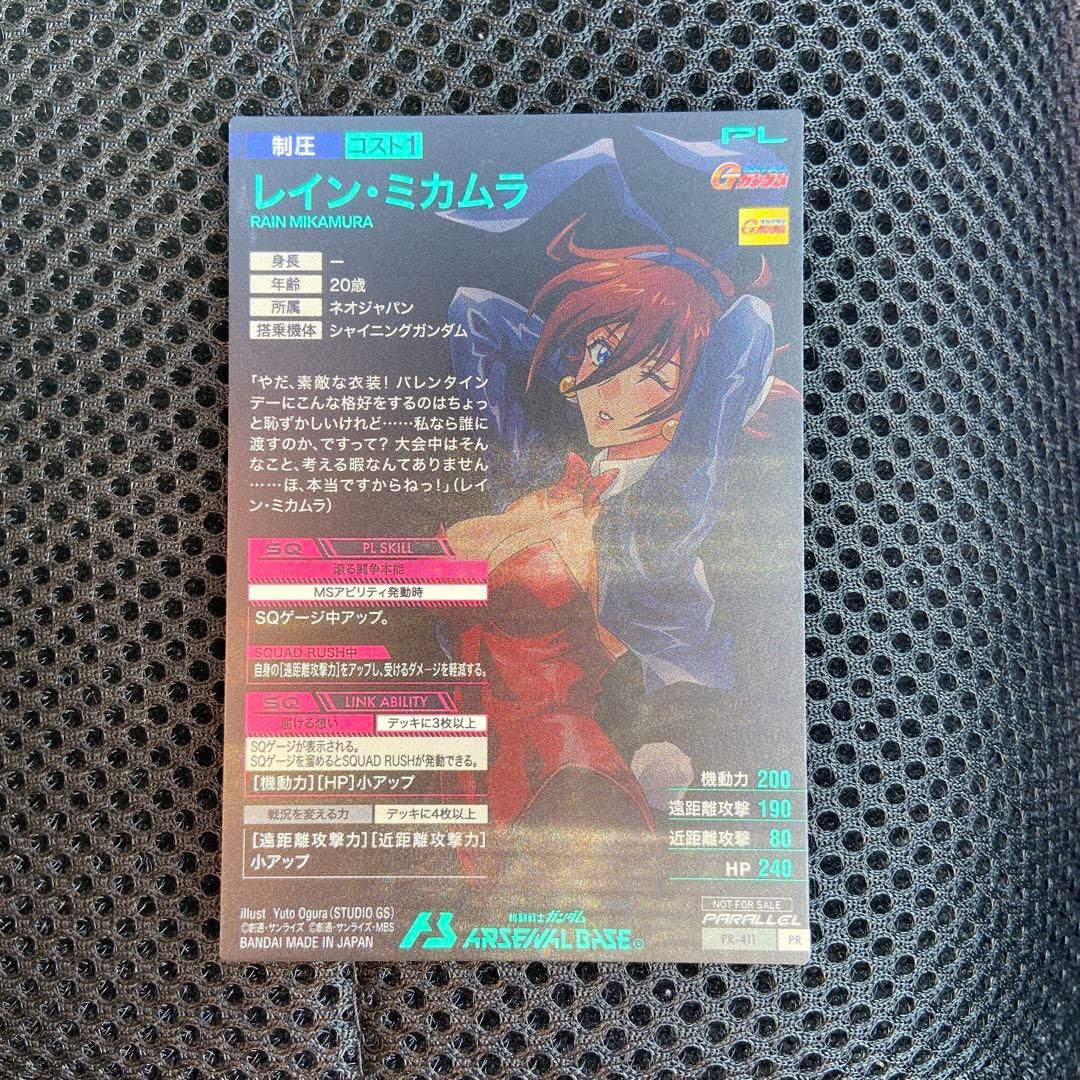 制圧 コスト1 PL
レイン・ミカムラ
RAIN MIKAMURA
Gガンダム
Gガンダム
身長 ー
年齢 20歳
所属 ネオジャパン
搭乗機体 シャイニングガンダム
「やだ、素敵な衣装! バレンタイン
デーにこんな格好をするのはちょっ
と恥ずかしいけれど……私なら誰に
渡すのか、ですって? 大会中はそん
なこと、考える暇なんてありません
……ほ、本当ですからねっ!」(レイ
ン・ミカムラ)
SQ PL SKILL
滾る闘争本能
MSアビリティ発動時
SQゲージ中アップ。
SQUAD RUSH中
自身の[遠距離攻撃力]をアップし、受けるダメージを軽減する。
SQ LINK ABILITY
届ける想い デッキに3枚以上
SQゲージが表示される。
SQゲージを溜めるとSQUAD RUSHが発動できる。
[機動力][HP]小アップ
戦況を変える力 デッキに4枚以上
[遠距離攻撃力][近距離攻撃力]
小アップ
機動力 200
遠距離攻撃 190
近距離攻撃 80
HP 240
illust Yuto Ogura(STUDIO GS)
©創通・サンライズ ©創通・サンライズ・MBS
BANDAI MADE IN JAPAN
AB 機動戦士ガンダム
ARSENAL BASE®
NOT FOR SALE
PARALLEL
PR-411 PR